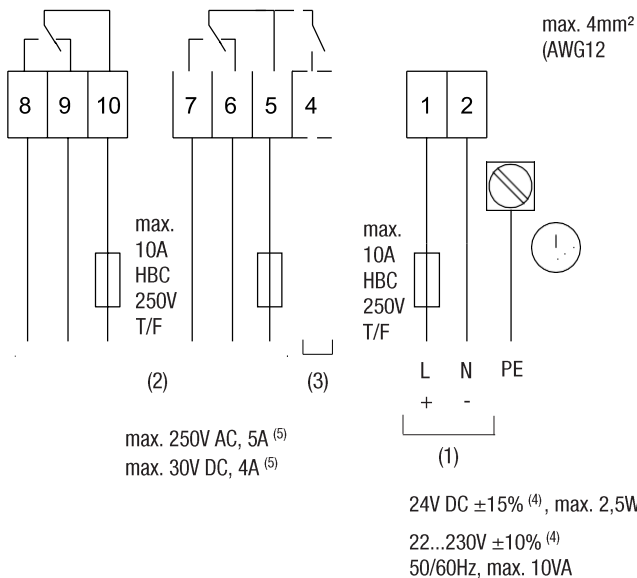 max. 4mm²
(AWG12
8 9 10 7 6 5 4 1 2
max.
10A
HBC
250V
T/F
max.
10A
HBC
250V
T/F
(2) (3)
L N PE
+ -
(1)
max. 250V AC, 5A (5)
max. 30V DC, 4A (5)
24V DC ±15% (4) , max. 2,5W
22...230V ±10% (4)
50/60Hz, max. 10VA